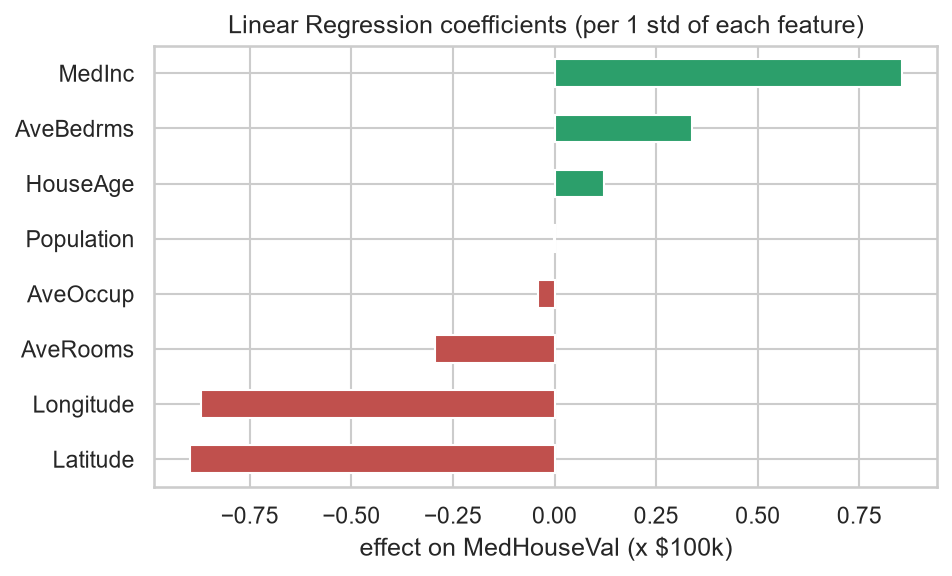 Linear Regression coefficients (per 1 std of each feature)
MedInc
AveBedrms
HouseAge
Population
AveOccup
AveRooms
Longitude
Latitude
−0.75 −0.50 −0.25 0.00 0.25 0.50 0.75
effect on MedHouseVal (x $100k)